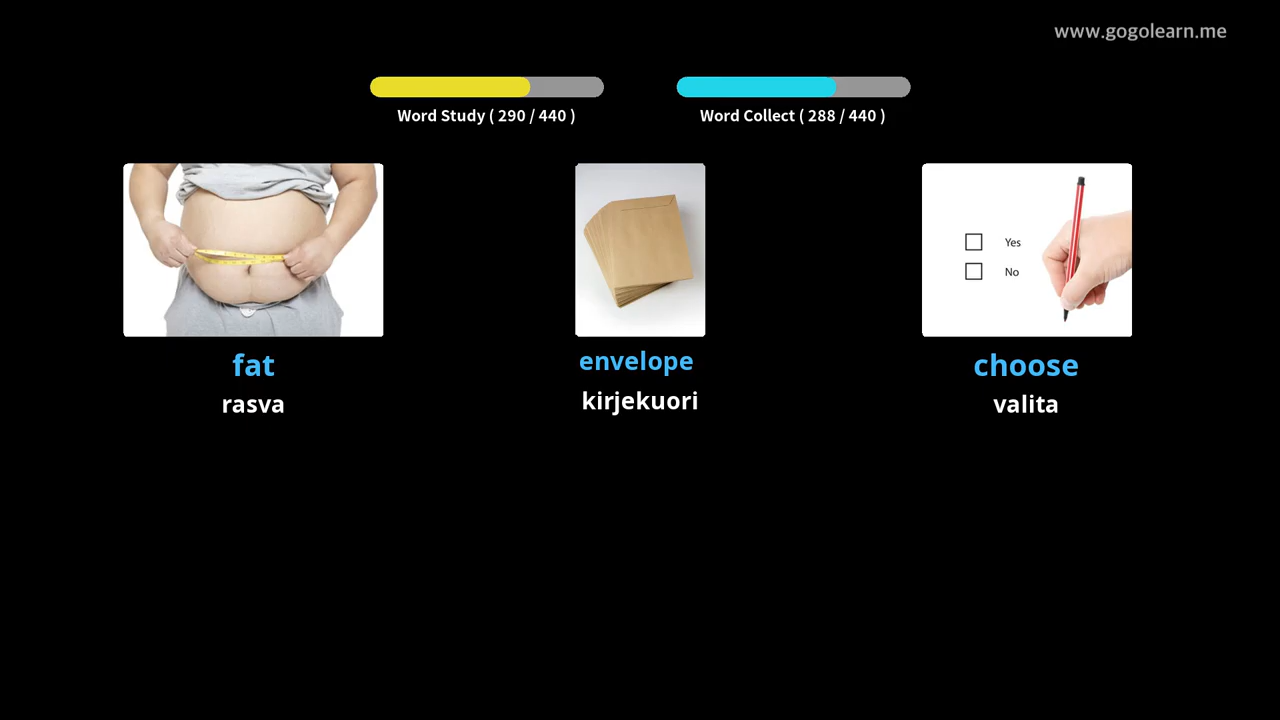 www.gogolearn.me
Word Study ( 290 / 440 )
Word Collect ( 288 / 440 )
Yes
No
fat
envelope
choose
rasva
kirjekuori
valita